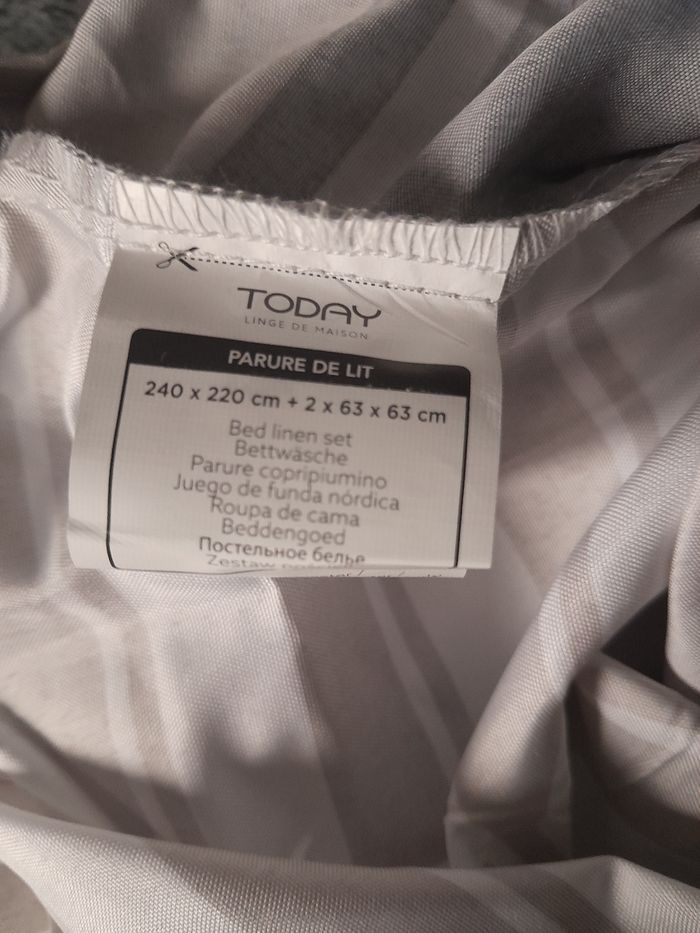 TODAY
LINGE DE MAISON
PARURE DE LIT
240 x 220 cm + 2 x 63 x 63 cm
Bed linen set
Bettwäsche
Parure copripiumino
Juego de funda nórdica
Roupa de cama
Beddengoed
Постельное белье
Zestaw